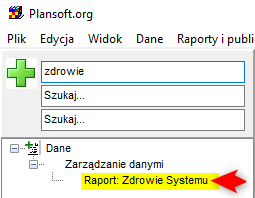 Plansoft.org
Plik Edycja Widok Dane Raporty i publi
zdrowie
Szukaj...
Szukaj...
Dane
Zarządzanie danymi
Raport: Zdrowie Systemu